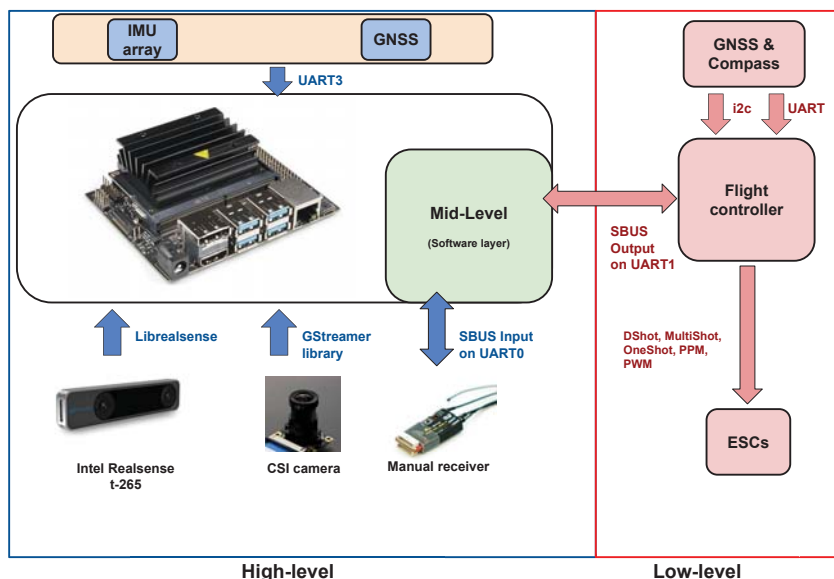 IMU
array
GNSS
UART3
Mid-Level
(Software layer)
Librealsense
GStreamer
library
SBUS Input
on UART0
Intel Realsense
t-265
CSI camera
Manual receiver
High-level
GNSS &
Compass
i2c
UART
Flight
controller
SBUS
Output
on UART1
DShot, MultiShot,
OneShot, PPM,
PWM
ESCs
Low-level